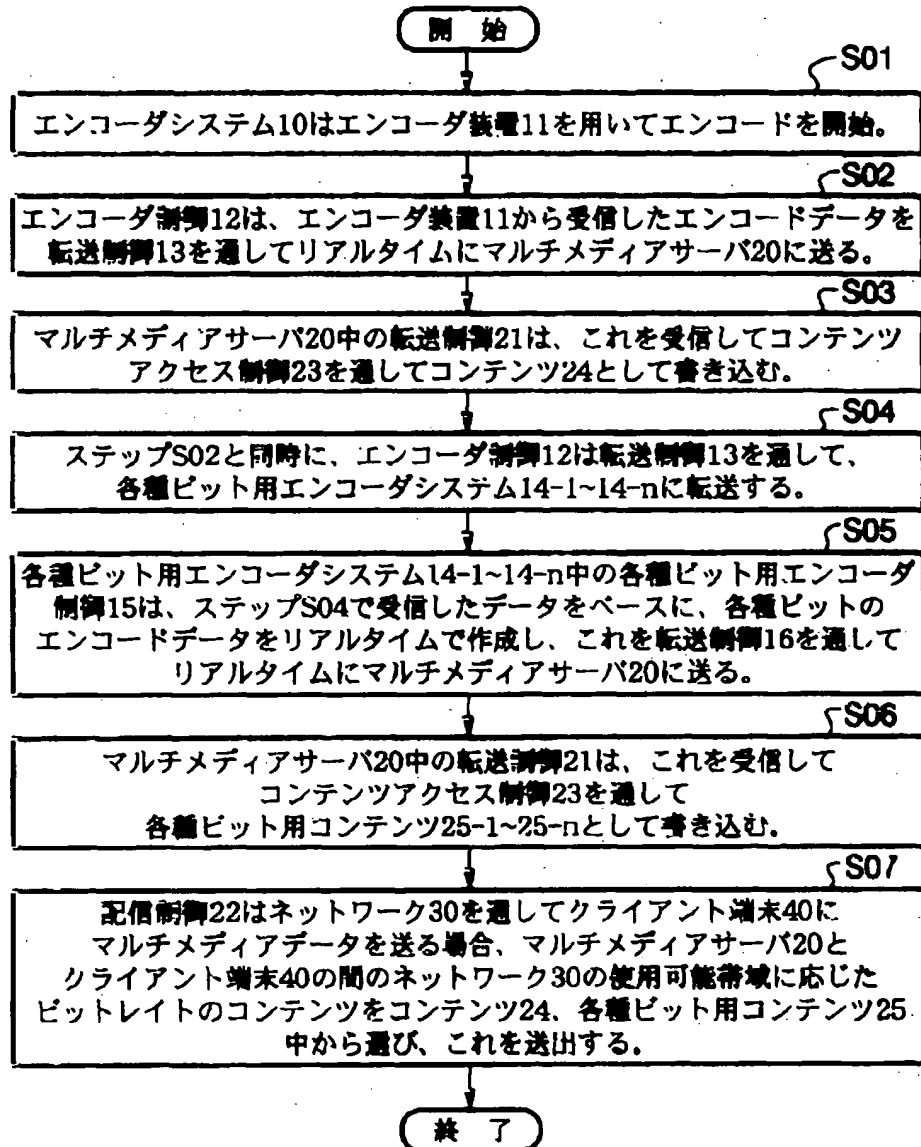 開 始
S01
エンコーダシステム10はエンコーダ装置11を用いてエンコードを開始。
S02
エンコーダ制御12は、エンコーダ装置11から受信したエンコードデータを
転送制御13を通してリアルタイムにマルチメディアサーバ20に送る。
S03
マルチメディアサーバ20中の転送制御21は、これを受信してコンテンツ
アクセス制御23を通してコンテンツ24として書き込む。
S04
ステップS02と同時に、エンコーダ制御12は転送制御13を通して、
各種ビット用エンコーダシステム14-1~14-nに転送する。
S05
各種ビット用エンコーダシステム14-1~14-n中の各種ビット用エンコーダ
制御15は、ステップS04で受信したデータをベースに、各種ビットの
エンコードデータをリアルタイムで作成し、これを転送制御16を通して
リアルタイムにマルチメディアサーバ20に送る。
S06
マルチメディアサーバ20中の転送制御21は、これを受信して
コンテンツアクセス制御23を通して
各種ビット用コンテンツ25-1~25-nとして書き込む。
S07
配信制御22はネットワーク30を通してクライアント端末40に
マルチメディアデータを送る場合、マルチメディアサーバ20と
クライアント端末40の間のネットワーク30の使用可能帯域に応じた
ビットレイトのコンテンツをコンテンツ24、各種ビット用コンテンツ25
中から選び、これを送出する。
終 了